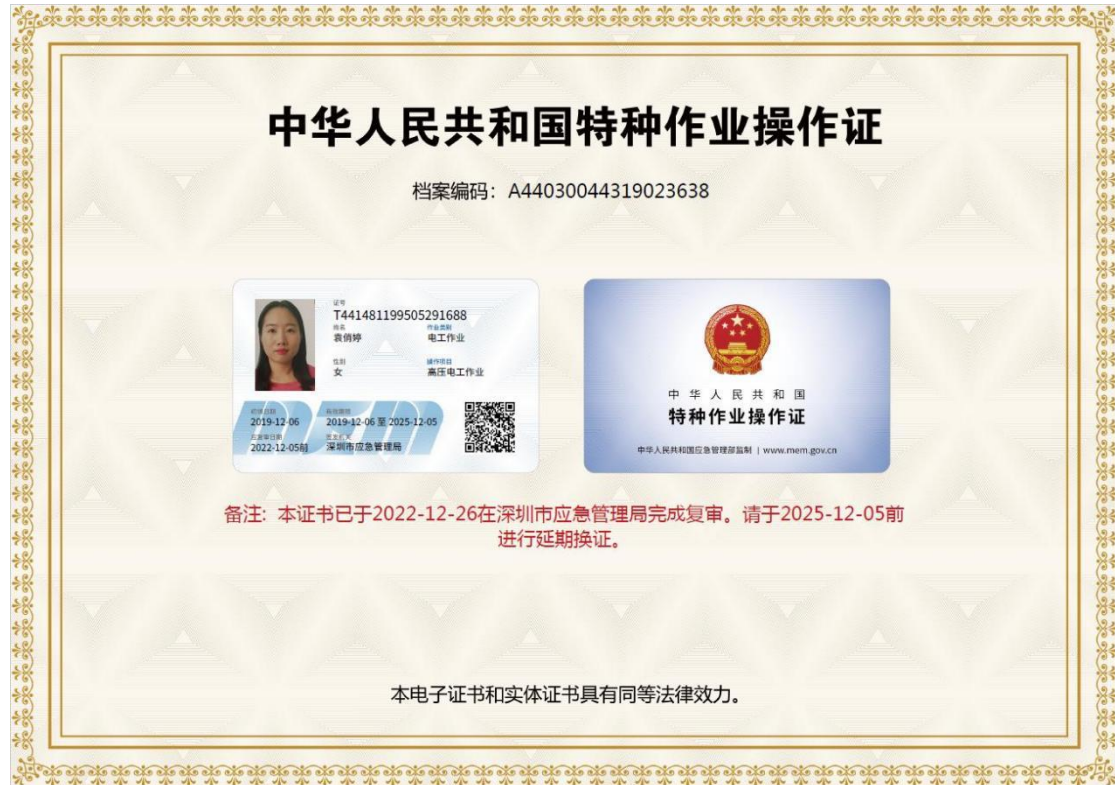 中华人民共和国特种作业操作证
档案编码：A44030044319023638
证号
T441481199505291688
姓名 作业类别
袁俏婷 电工作业
性别 操作项目
女 高压电工作业
初领日期 有效期限
2019-12-06 2019-12-06 至 2025-12-05
应复审日期 签发机关
2022-12-05前 深圳市应急管理局
中华人民共和国
特种作业操作证
中华人民共和国应急管理部监制 | www.mem.gov.cn
备注: 本证书已于2022-12-26在深圳市应急管理局完成复审。请于2025-12-05前
进行延期换证。
本电子证书和实体证书具有同等法律效力。